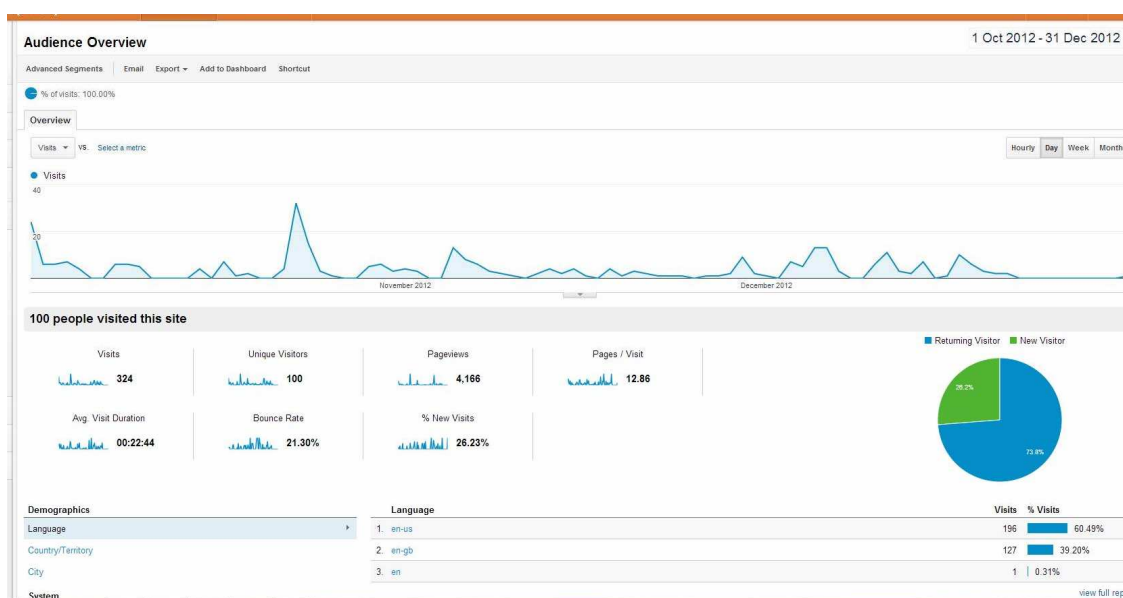 Audience Overview
1 Oct 2012 - 31 Dec 2012
Advanced Segments Email Export Add to Dashboard Shortcut
% of visits: 100.00%
Overview
Visits VS. Select a metric
Hourly Day Week Month
Visits
40
20
November 2012 December 2012
100 people visited this site
Returning Visitor New Visitor
Visits Unique Visitors Pageviews Pages / Visit
324 100 4,166 12.86
Avg. Visit Duration Bounce Rate % New Visits
00:22:44 21.30% 26.23%
26.2%
73.8%
Demographics Language Visits % Visits
Language 1. en-us 196 60.49%
Country/Territory 2. en-gb 127 39.20%
City 3. en 1 0.31%
System view full rep